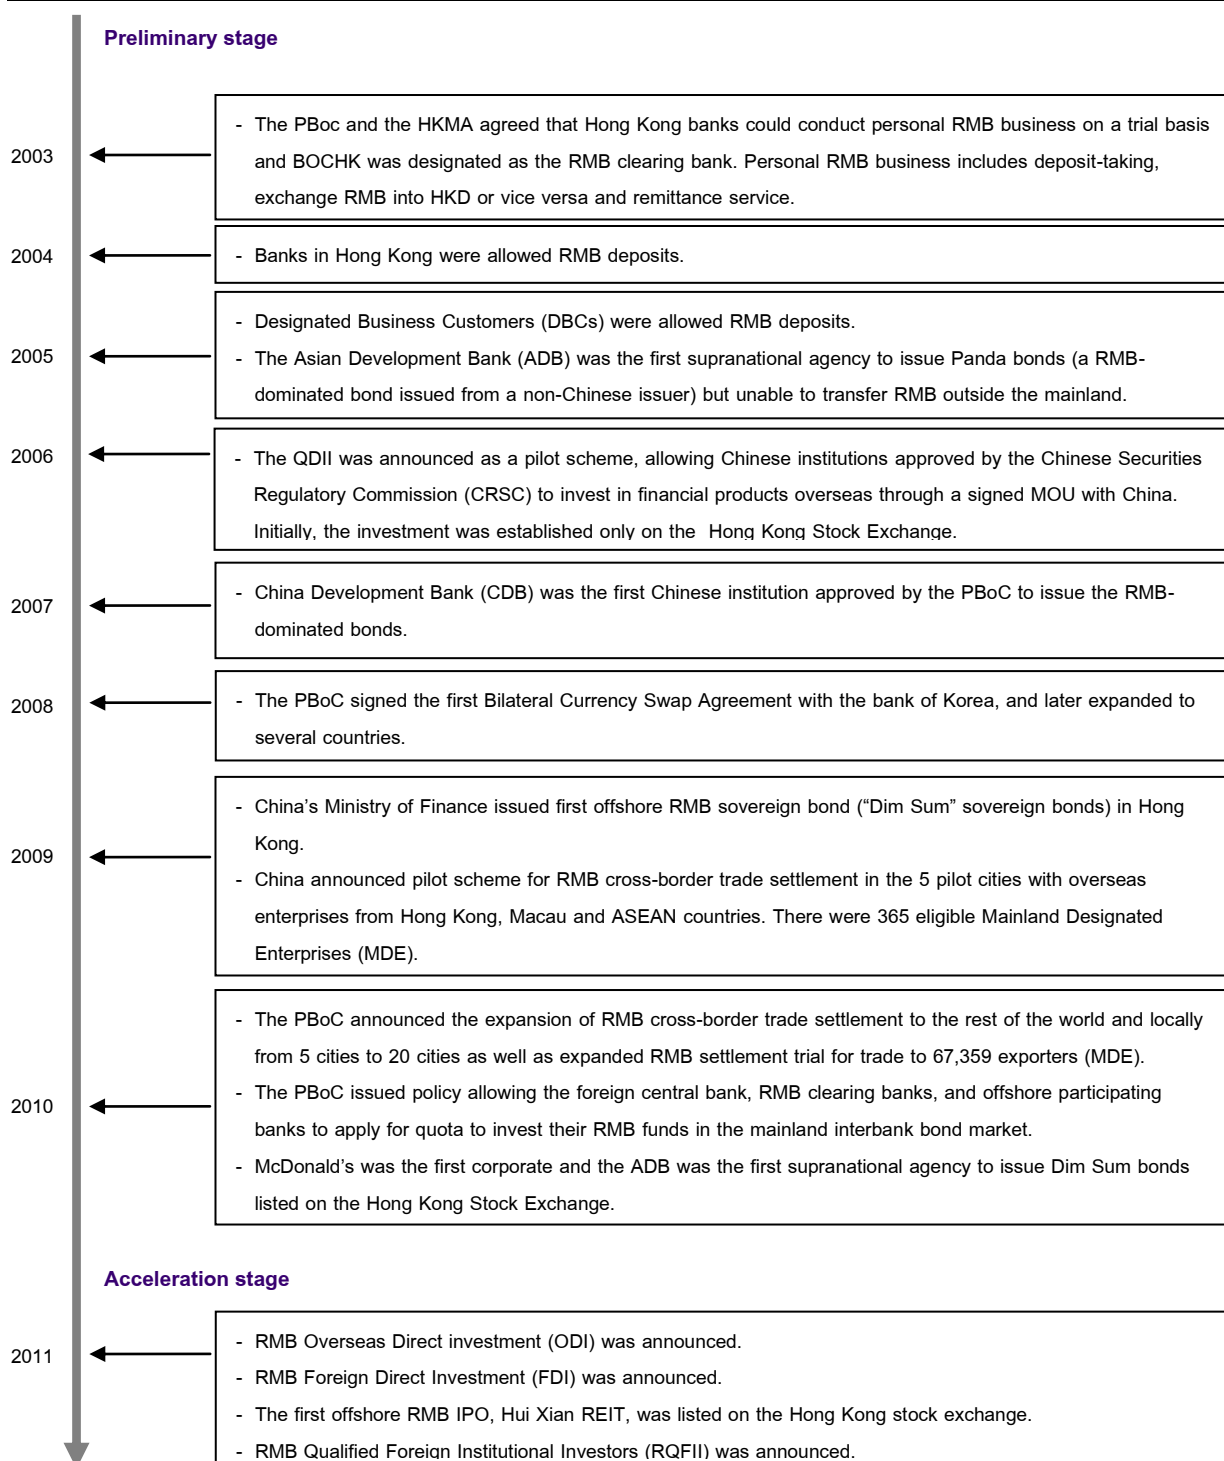 Preliminary stage
2003
- The PBoc and the HKMA agreed that Hong Kong banks could conduct personal RMB business on a trial basis
and BOCHK was designated as the RMB clearing bank. Personal RMB business includes deposit-taking,
exchange RMB into HKD or vice versa and remittance service.
2004
- Banks in Hong Kong were allowed RMB deposits.
2005
- Designated Business Customers (DBCs) were allowed RMB deposits.
- The Asian Development Bank (ADB) was the first supranational agency to issue Panda bonds (a RMB-
dominated bond issued from a non-Chinese issuer) but unable to transfer RMB outside the mainland.
2006
- The QDII was announced as a pilot scheme, allowing Chinese institutions approved by the Chinese Securities
Regulatory Commission (CRSC) to invest in financial products overseas through a signed MOU with China.
Initially, the investment was established only on the Hong Kong Stock Exchange.
2007
- China Development Bank (CDB) was the first Chinese institution approved by the PBoC to issue the RMB-
dominated bonds.
2008
- The PBoC signed the first Bilateral Currency Swap Agreement with the bank of Korea, and later expanded to
several countries.
2009
- China's Ministry of Finance issued first offshore RMB sovereign bond (“Dim Sum” sovereign bonds) in Hong
Kong.
- China announced pilot scheme for RMB cross-border trade settlement in the 5 pilot cities with overseas
enterprises from Hong Kong, Macau and ASEAN countries. There were 365 eligible Mainland Designated
Enterprises (MDE).
2010
- The PBoC announced the expansion of RMB cross-border trade settlement to the rest of the world and locally
from 5 cities to 20 cities as well as expanded RMB settlement trial for trade to 67,359 exporters (MDE).
- The PBoC issued policy allowing the foreign central bank, RMB clearing banks, and offshore participating
banks to apply for quota to invest their RMB funds in the mainland interbank bond market.
- McDonald's was the first corporate and the ADB was the first supranational agency to issue Dim Sum bonds
listed on the Hong Kong Stock Exchange.
Acceleration stage
2011
- RMB Overseas Direct investment (ODI) was announced.
- RMB Foreign Direct Investment (FDI) was announced.
- The first offshore RMB IPO, Hui Xian REIT, was listed on the Hong Kong stock exchange.
- RMB Qualified Foreign Institutional Investors (RQFII) was announced.